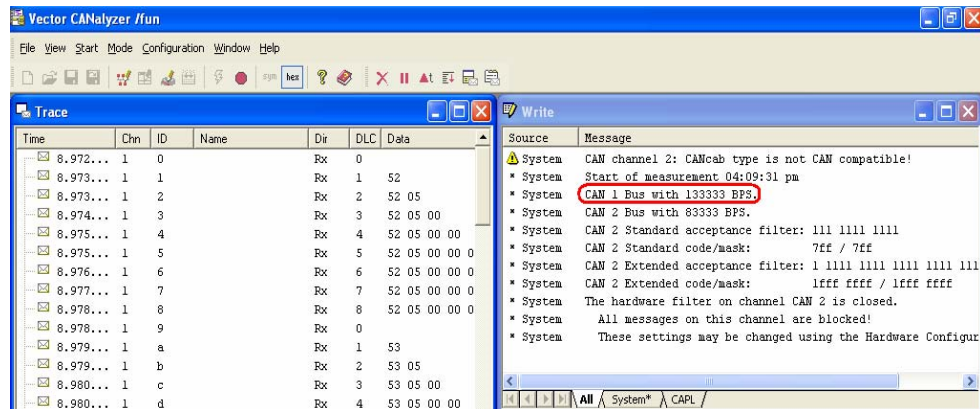 Vector CANalyzer /fun
File View Start Mode Configuration Window Help
sym hex
Trace
Time Chn ID Name Dir DLC Data
8.972... 1 0 Rx 0
8.973... 1 1 Rx 1 52
8.973... 1 2 Rx 2 52 05
8.974... 1 3 Rx 3 52 05 00
8.975... 1 4 Rx 4 52 05 00 00
8.975... 1 5 Rx 5 52 05 00 00 0
8.976... 1 6 Rx 6 52 05 00 00 0
8.977... 1 7 Rx 7 52 05 00 00 0
8.978... 1 8 Rx 8 52 05 00 00 0
8.978... 1 9 Rx 0
8.979... 1 a Rx 1 53
8.979... 1 b Rx 2 53 05
8.980... 1 c Rx 3 53 05 00
8.980... 1 d Rx 4 53 05 00 00
Write
Source Message
System CAN channel 2: CANcab type is not CAN compatible!
System Start of measurement 04:09:31 pm
System CAN 1 Bus with 133333 BPS.
System CAN 2 Bus with 83333 BPS.
System CAN 2 Standard acceptance filter: 111 1111 1111
System CAN 2 Standard code/mask: 7ff / 7ff
System CAN 2 Extended acceptance filter: 1 1111 1111 1111 1111 111
System CAN 2 Extended code/mask: 1fff ffff / 1fff ffff
System The hardware filter on channel CAN 2 is closed.
System All messages on this channel are blocked!
System These settings may be changed using the Hardware Configur
All System* CAPL